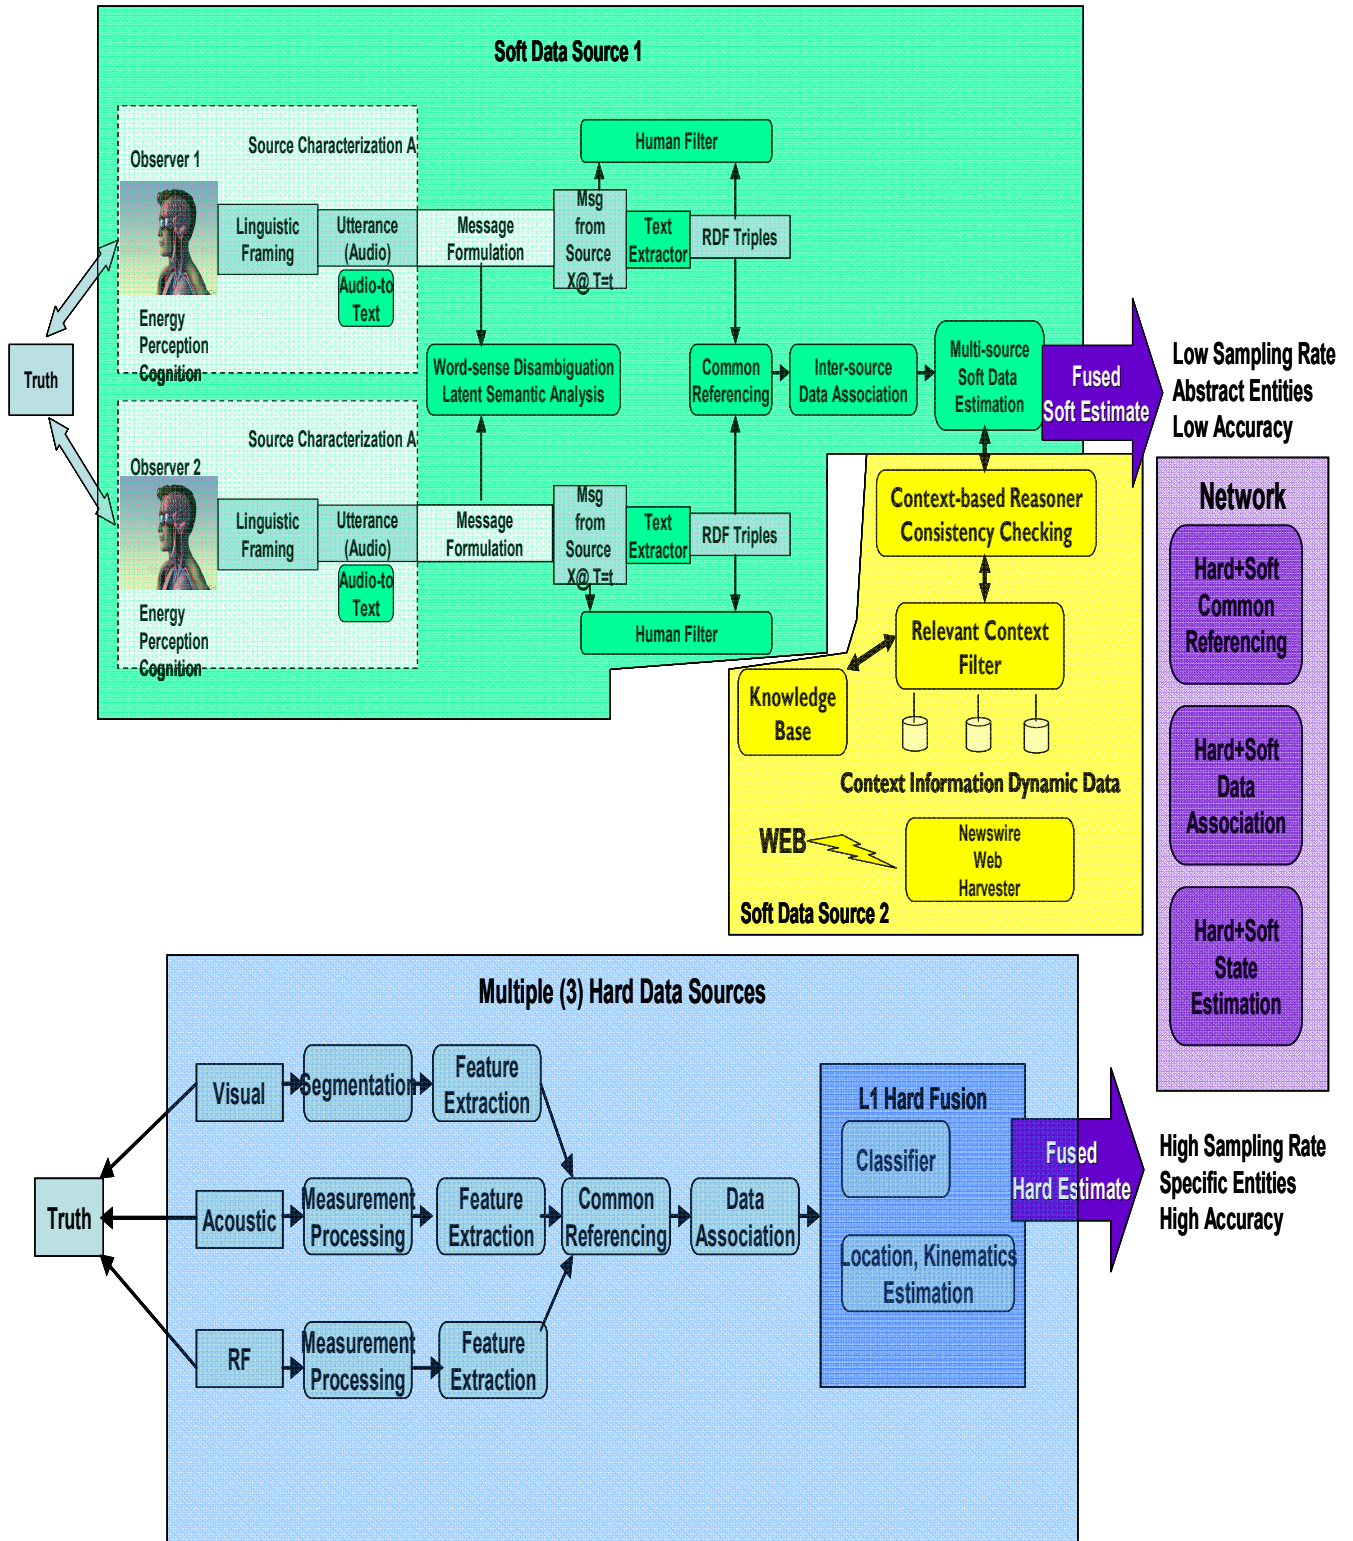 Soft Data Source 1
Source Characterization A
Observer 1
Linguistic
Framing
Utterance
(Audio)
Audio-to
Text
Energy
Perception
Cognition
Message
Formulation
Msg
from
Source
X@ T=t
Text
Extractor
RDF Triples
Human Filter
Truth
Word-sense Disambiguation
Latent Semantic Analysis
Common
Referencing
Inter-source
Data Association
Multi-source
Soft Data
Estimation
Fused
Soft Estimate
Low Sampling Rate
Abstract Entities
Low Accuracy
Source Characterization A
Observer 2
Linguistic
Framing
Utterance
(Audio)
Audio-to
Text
Energy
Perception
Cognition
Message
Formulation
Msg
from
Source
X@ T=t
Text
Extractor
RDF Triples
Human Filter
Context-based Reasoner
Consistency Checking
Relevant Context
Filter
Knowledge
Base
Context Information Dynamic Data
WEB
Newswire
Web
Harvester
Soft Data Source 2
Network
Hard+Soft
Common
Referencing
Hard+Soft
Data
Association
Hard+Soft
State
Estimation
Multiple (3) Hard Data Sources
Truth
Visual
Segmentation
Feature
Extraction
Acoustic
Measurement
Processing
Feature
Extraction
Common
Referencing
Data
Association
RF
Measurement
Processing
Feature
Extraction
L1 Hard Fusion
Classifier
Location, Kinematics
Estimation
Fused
Hard Estimate
High Sampling Rate
Specific Entities
High Accuracy